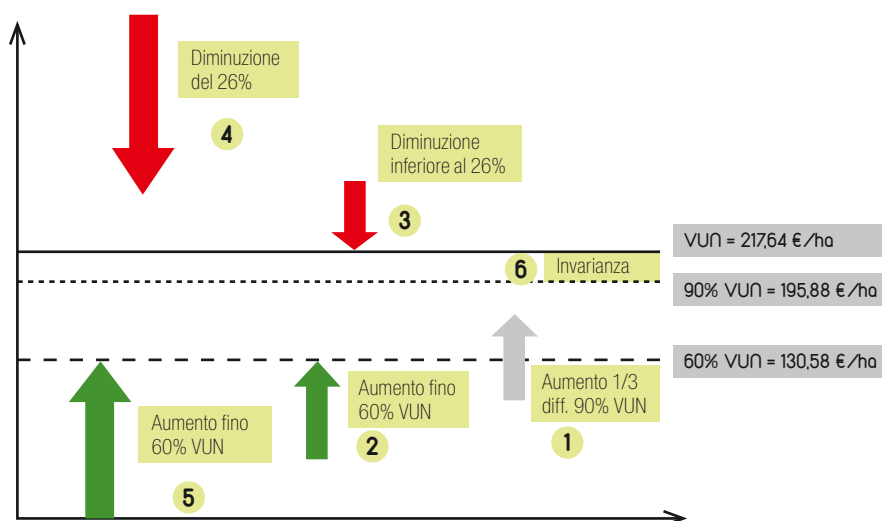 Diminuzione
del 26%
4
Diminuzione
inferiore al 26%
3
VUN = 217,64 €/ha
6
Invarianza
90% VUN = 195,88 €/ha
60% VUN = 130,58 €/ha
Aumento fino
60% VUN
5
Aumento fino
60% VUN
2
Aumento 1/3
diff. 90% VUN
1